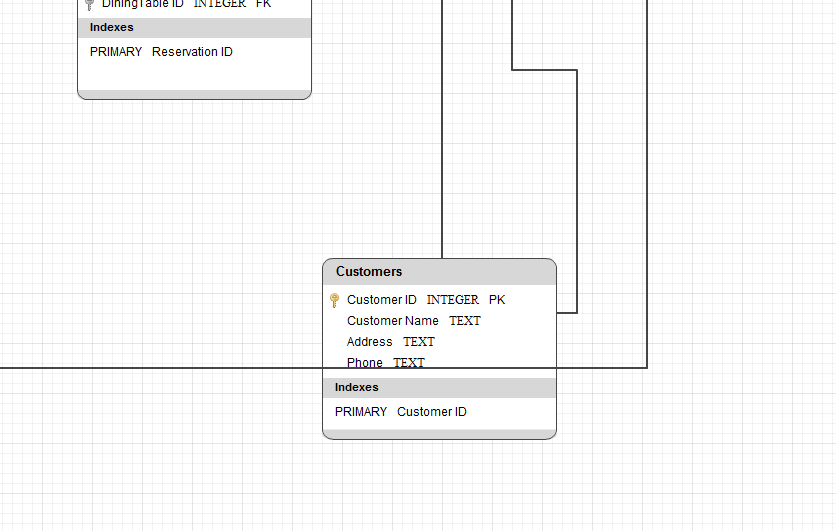 DiningTable ID INTEGER FK
Indexes
PRIMARY Reservation ID
Customers
Customer ID INTEGER PK
Customer Name TEXT
Address TEXT
Phone TEXT
Indexes
PRIMARY Customer ID